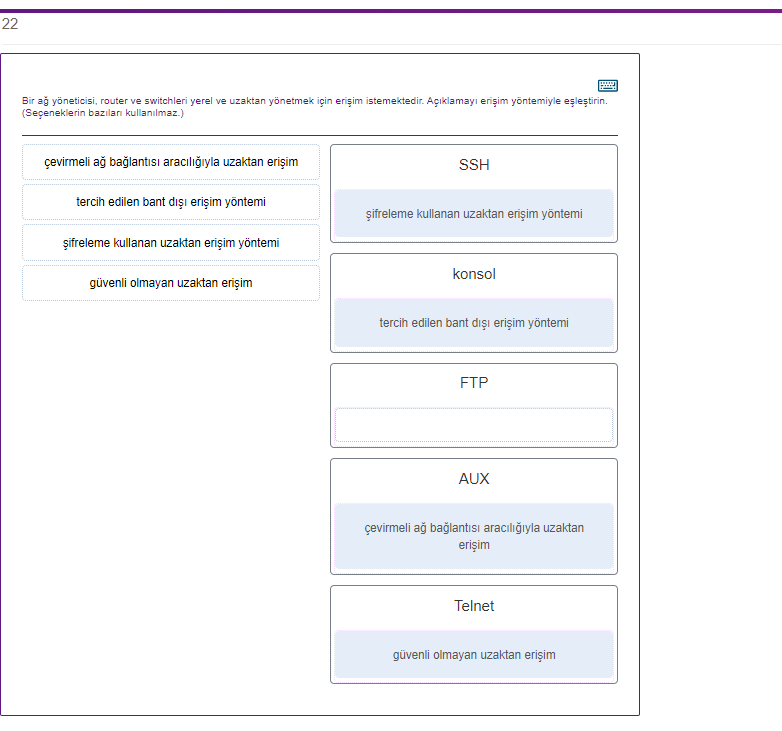 22
Bir ağ yöneticisi, router ve switchleri yerel ve uzaktan yönetmek için erişim istemektedir. Açıklamayı erişim yöntemiyle eşleştirin.
(Seçeneklerin bazıları kullanılmaz.)
çevirmeli ağ bağlantısı aracılığıyla uzaktan erişim
tercih edilen bant dışı erişim yöntemi
şifreleme kullanan uzaktan erişim yöntemi
güvenli olmayan uzaktan erişim
SSH
şifreleme kullanan uzaktan erişim yöntemi
konsol
tercih edilen bant dışı erişim yöntemi
FTP
AUX
çevirmeli ağ bağlantısı aracılığıyla uzaktan
erişim
Telnet
güvenli olmayan uzaktan erişim